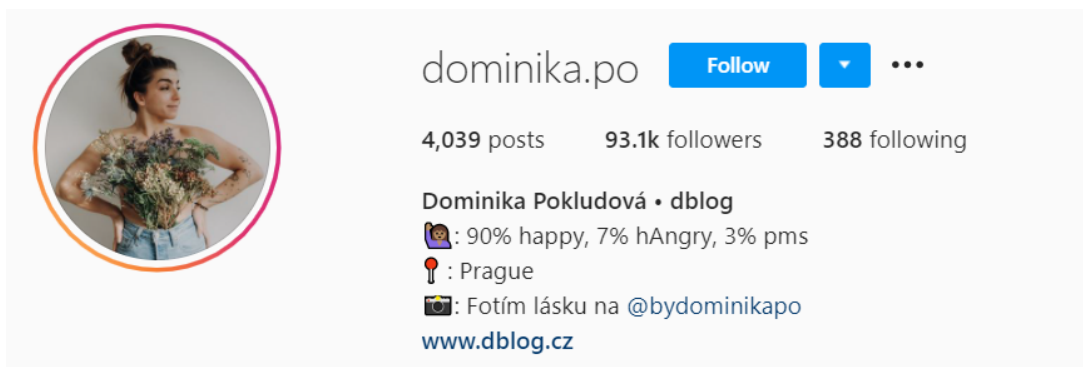 dominika.po Follow
4,039 posts 93.1k followers 388 following
Dominika Pokludová • dblog
🙋🏾‍♀️: 90% happy, 7% hAngry, 3% pms
📍 : Prague
📸: Fotím lásku na @bydominikapo
www.dblog.cz